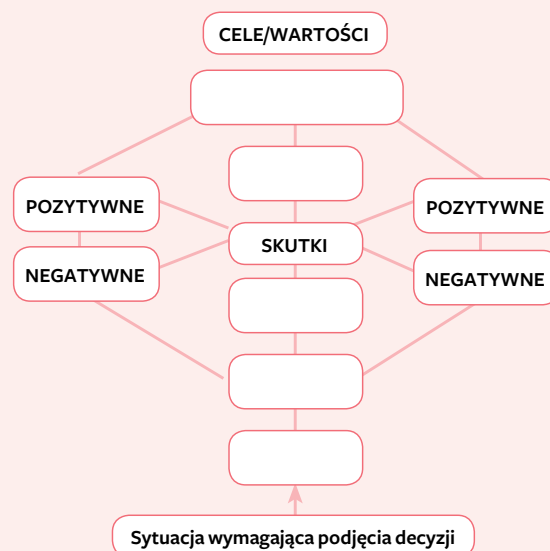 CELE/WARTOŚCI
POZYTYWNE
POZYTYWNE
SKUTKI
NEGATYWNE
NEGATYWNE
Sytuacja wymagająca podjęcia decyzji